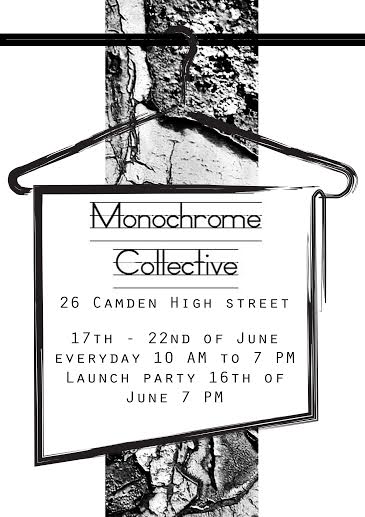 Monochrome
Collective
26 Camden High street
17th - 22nd of June
everyday 10 AM to 7 PM
Launch party 16th of
June 7 PM